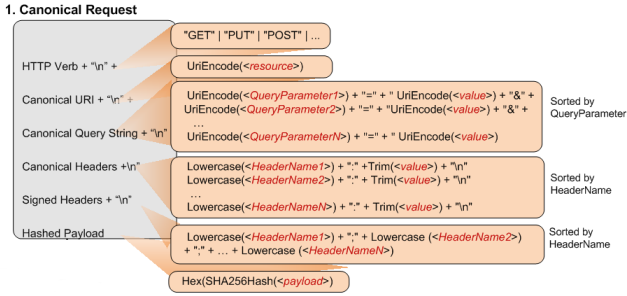 1. Canonical Request
"GET" | "PUT" | "POST" | ...
HTTP Verb + “\n” +
UriEncode(<resource>)
Canonical URI + “\n” +
UriEncode(<QueryParameter1>) + "=" + " UriEncode(<value>) + "&" +
UriEncode(<QueryParameter2>) + "=" + "UriEncode(<value>) + "&" +
…
UriEncode(<QueryParameterN>) + "=" + " UriEncode(<value>)
Sorted by
QueryParameter
Canonical Query String + “\n”
Canonical Headers +\n”
Lowercase(<HeaderName1>) + ":" +Trim(<value>) +"\n"
Lowercase(<HeaderName2>) + ":" +Trim(<value>) + "\n"
...
Lowercase(<HeaderNameN>) + ":" + Trim(<value>) + "\n"
Sorted by
HeaderName
Signed Headers + “\n”
Hashed Payload
Lowercase(<HeaderName1>) + ";" + Lowercase (<HeaderName2>)
+ ";" + … + Lowercase (<HeaderNameN>)
Sorted by
HeaderName
Hex(SHA256Hash(<payload>)